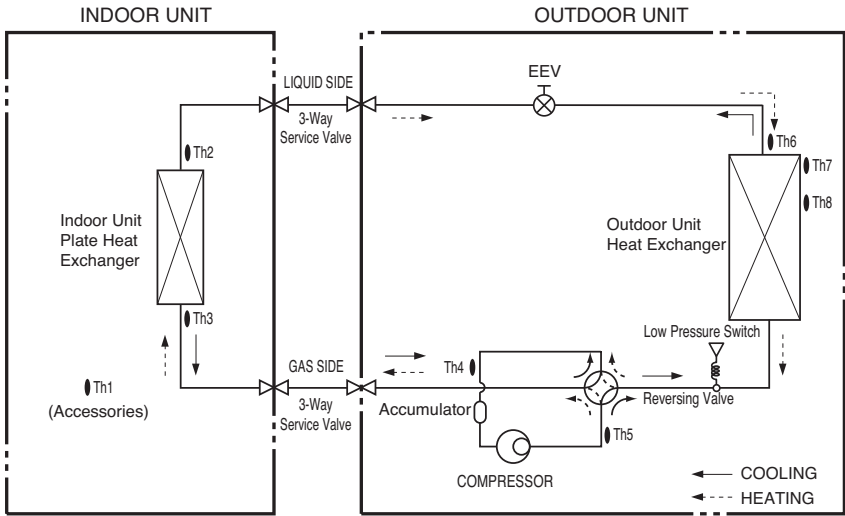 INDOOR UNIT
OUTDOOR UNIT
LIQUID SIDE
3-Way
Service Valve
EEV
Th2
Th6
Th7
Th8
Indoor Unit
Plate Heat
Exchanger
Outdoor Unit
Heat Exchanger
Th3
Low Pressure Switch
GAS SIDE
3-Way
Service Valve
Th4
Th1
(Accessories)
Accumulator
Reversing Valve
Th5
COMPRESSOR
COOLING
HEATING